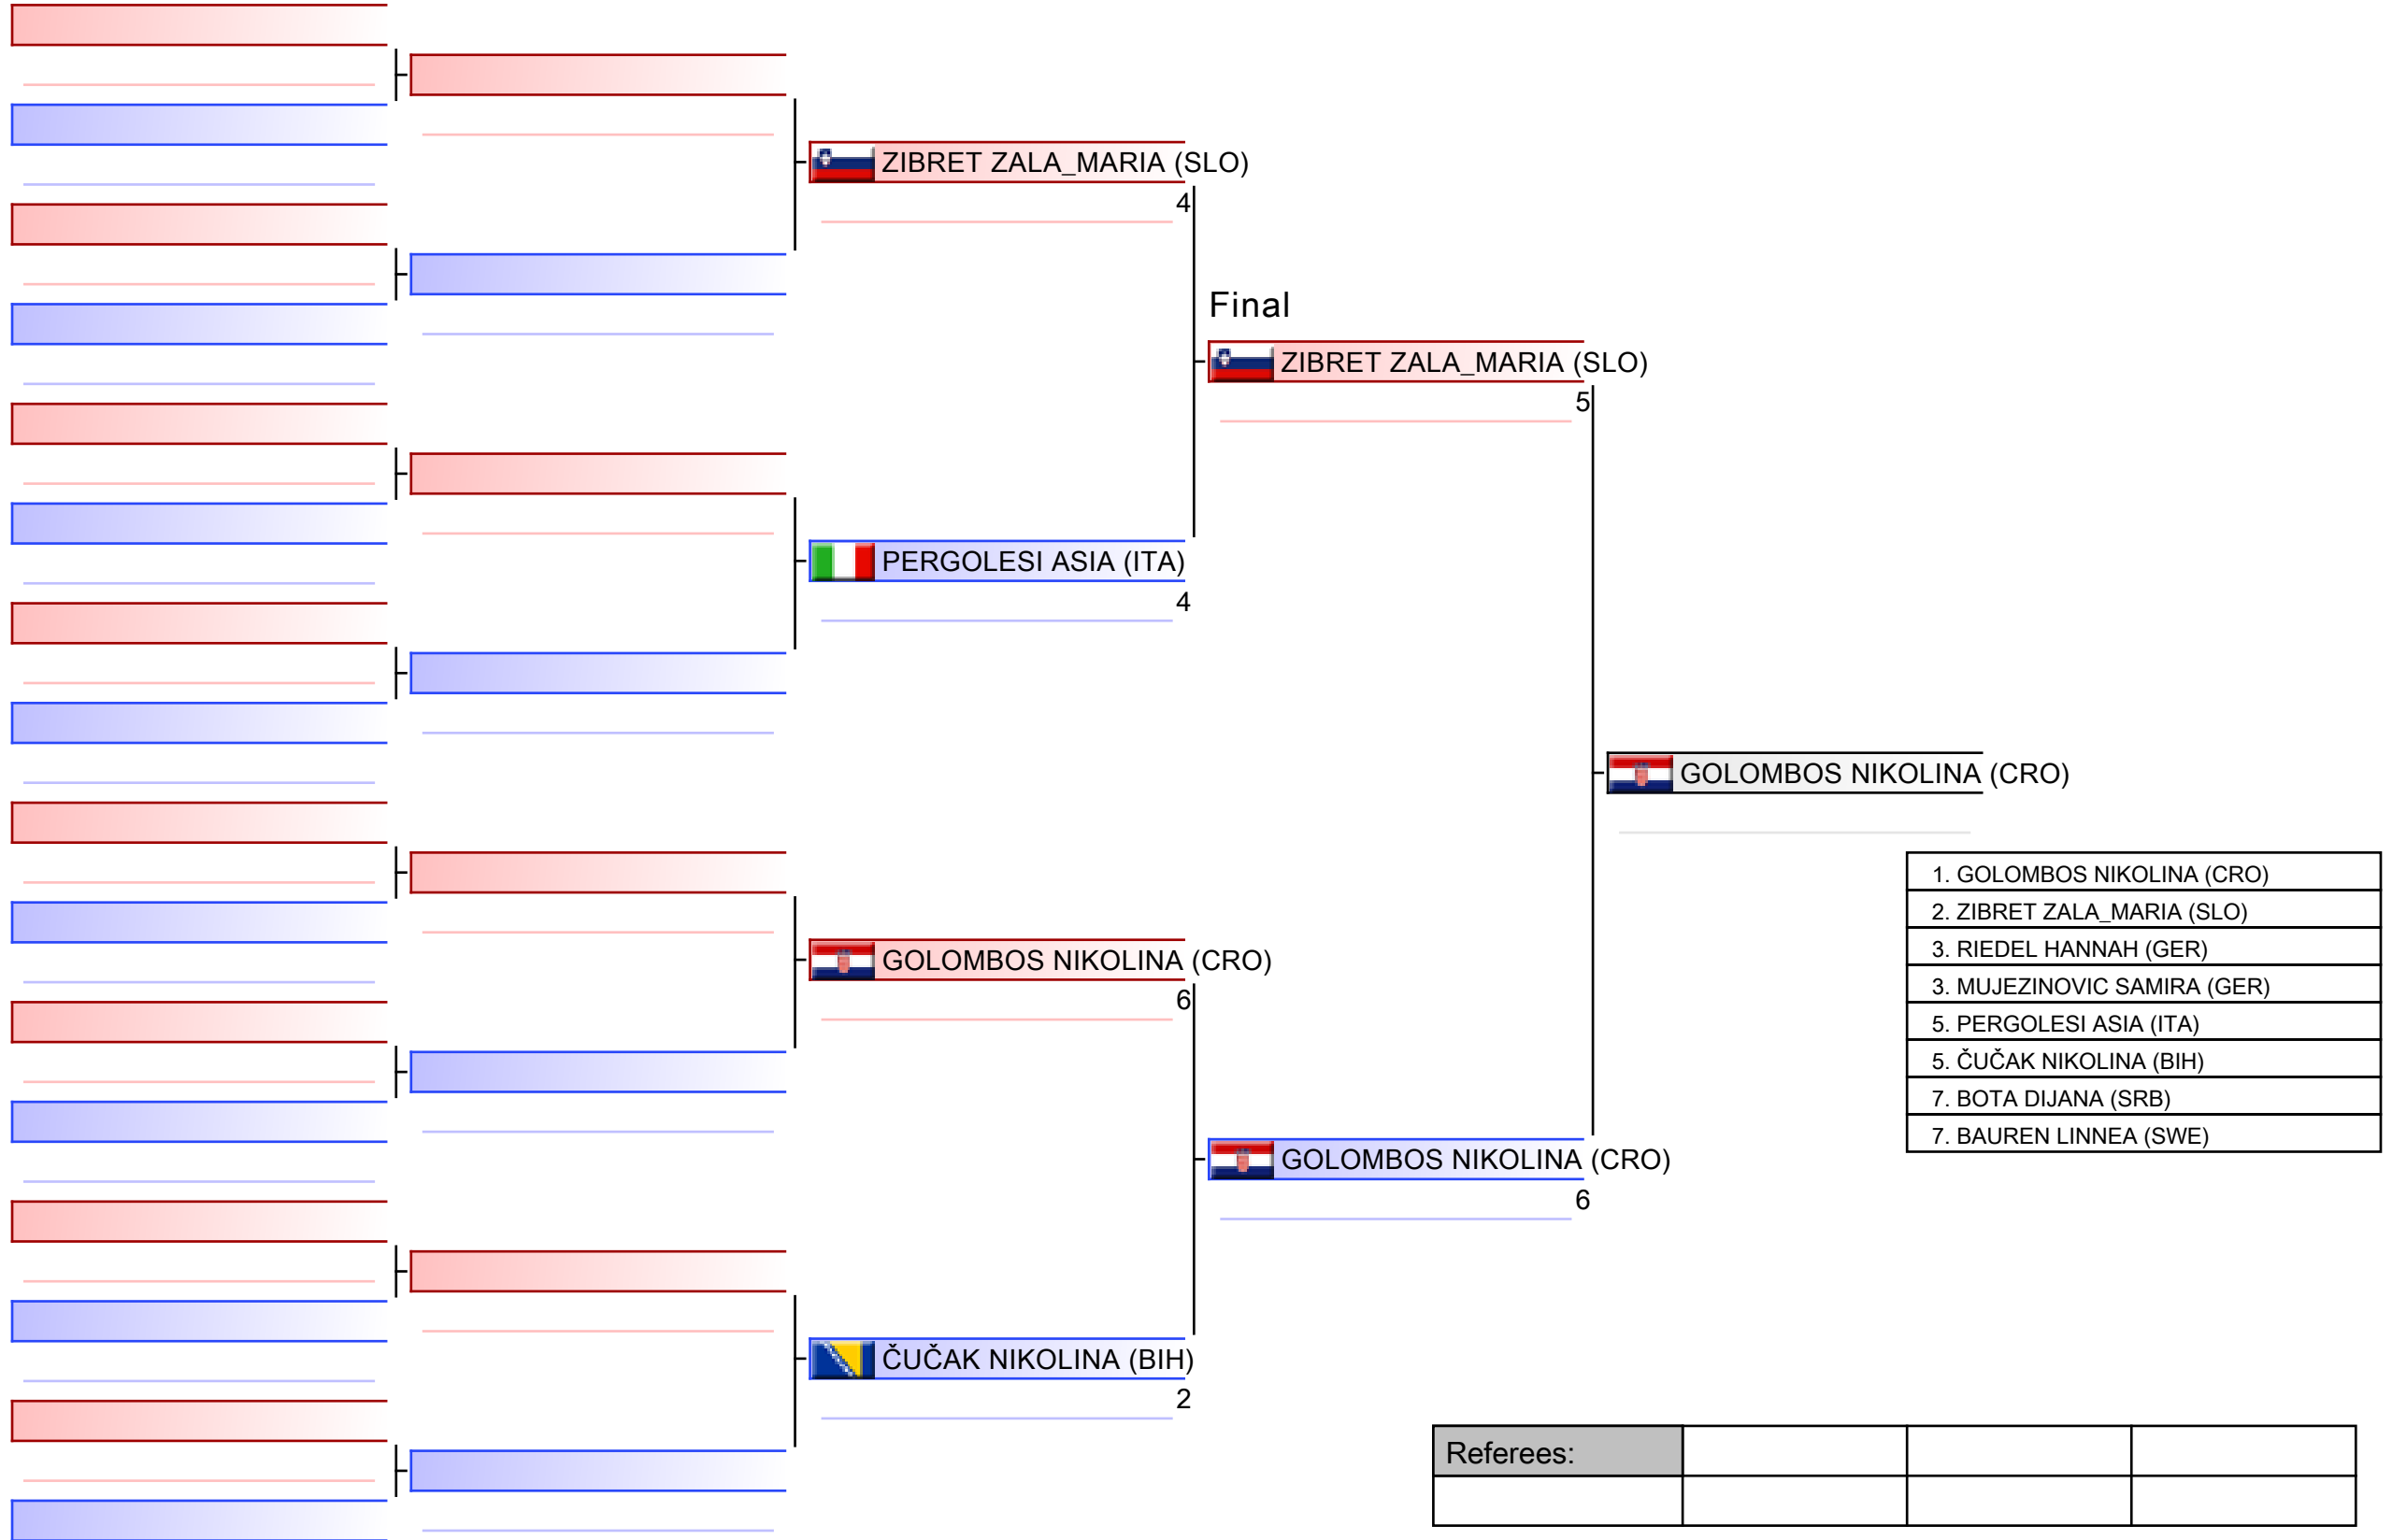 ZIBRET ZALA_MARIA (SLO)
4
Final
ZIBRET ZALA_MARIA (SLO)
5
PERGOLESI ASIA (ITA)
4
GOLOMBOS NIKOLINA (CRO)
1. GOLOMBOS NIKOLINA (CRO)
2. ZIBRET ZALA_MARIA (SLO)
3. RIEDEL HANNAH (GER)
3. MUJEZINOVIC SAMIRA (GER)
5. PERGOLESI ASIA (ITA)
5. ČUČAK NIKOLINA (BIH)
7. BOTA DIJANA (SRB)
7. BAUREN LINNEA (SWE)
GOLOMBOS NIKOLINA (CRO)
6
GOLOMBOS NIKOLINA (CRO)
6
ČUČAK NIKOLINA (BIH)
2
Referees: